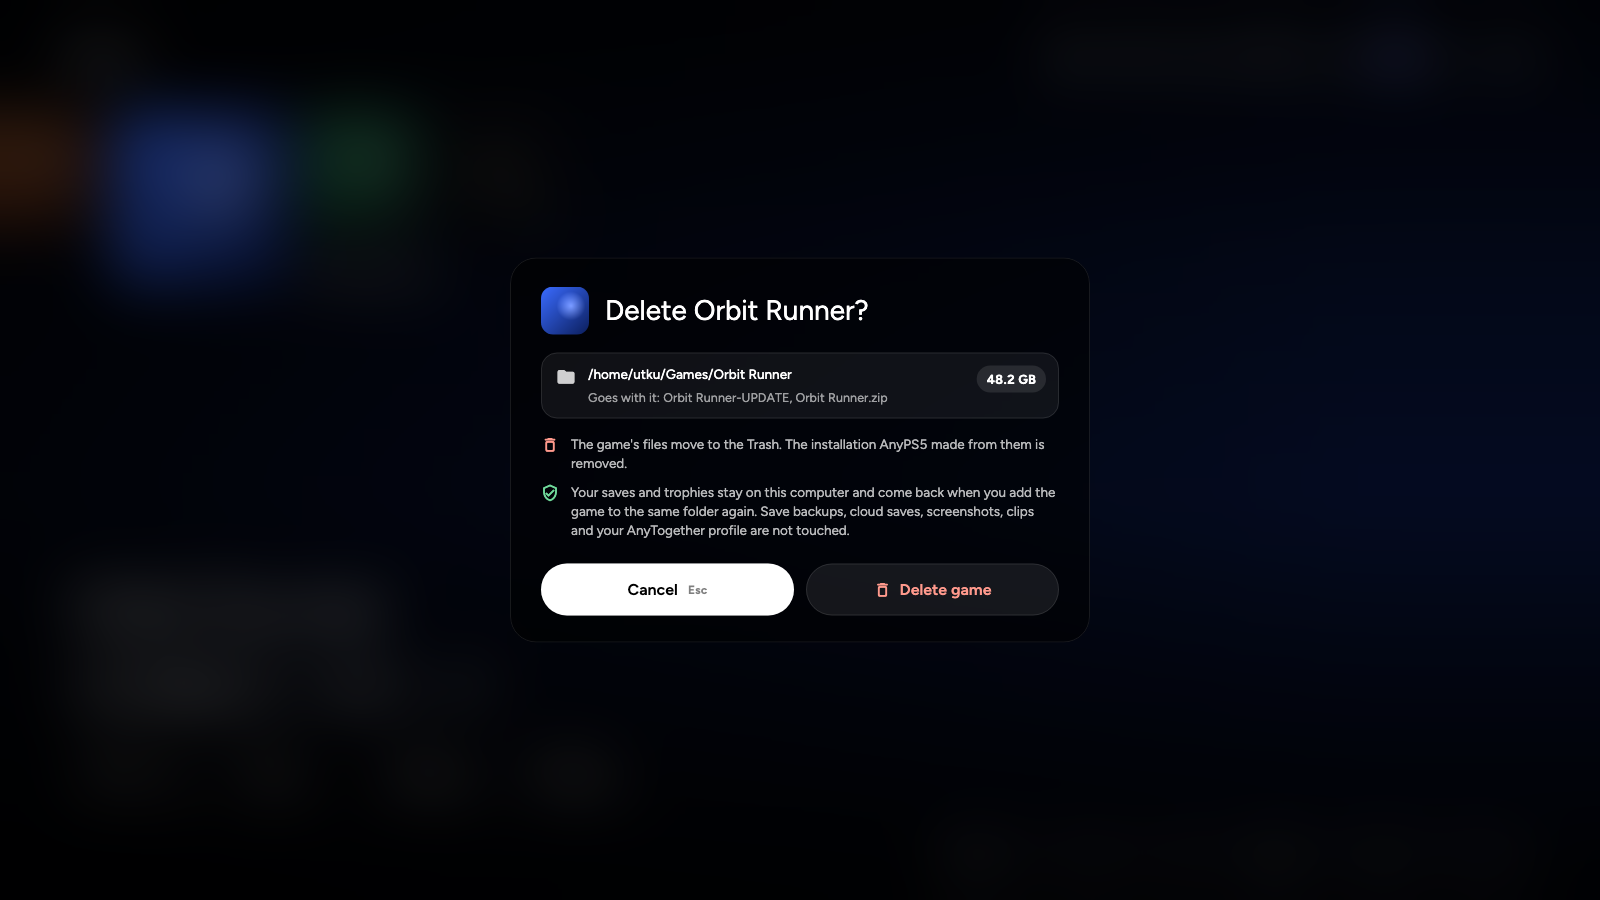 Delete Orbit Runner?
/home/utku/Games/Orbit Runner
48.2 GB
Goes with it: Orbit Runner-UPDATE, Orbit Runner.zip
The game's files move to the Trash. The installation AnyPS5 made from them is
removed.
Your saves and trophies stay on this computer and come back when you add the
game to the same folder again. Save backups, cloud saves, screenshots, clips
and your AnyTogether profile are not touched.
Cancel Esc
Delete game